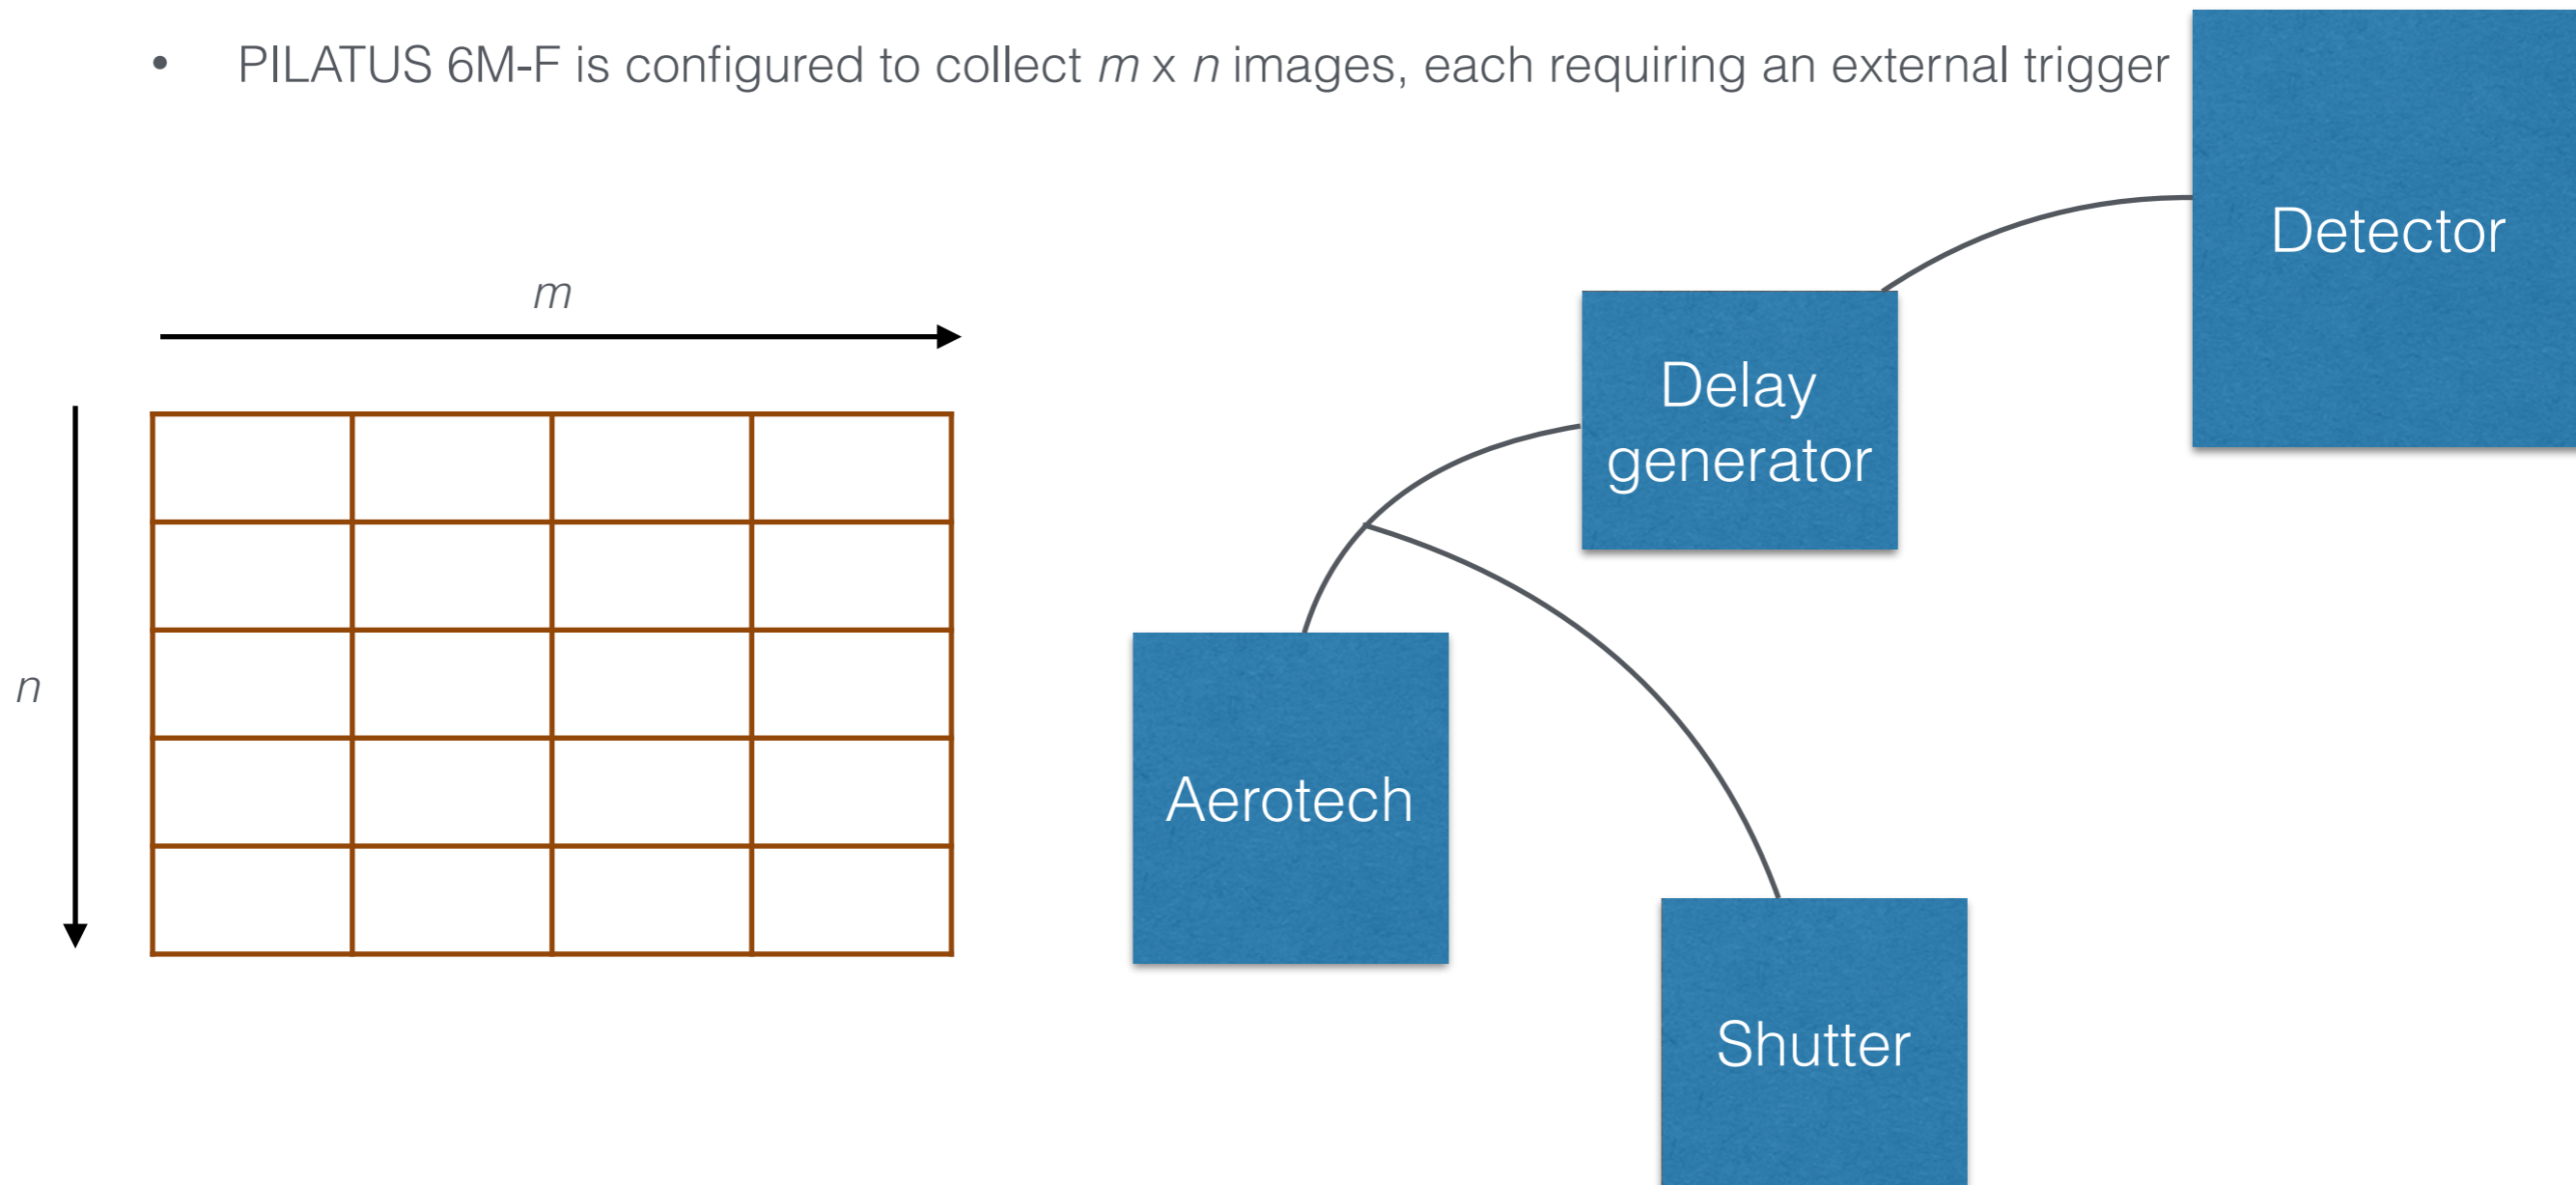 • PILATUS 6M-F is configured to collect m x n images, each requiring an external trigger
Detector
m
Delay
generator
n
Aerotech
Shutter